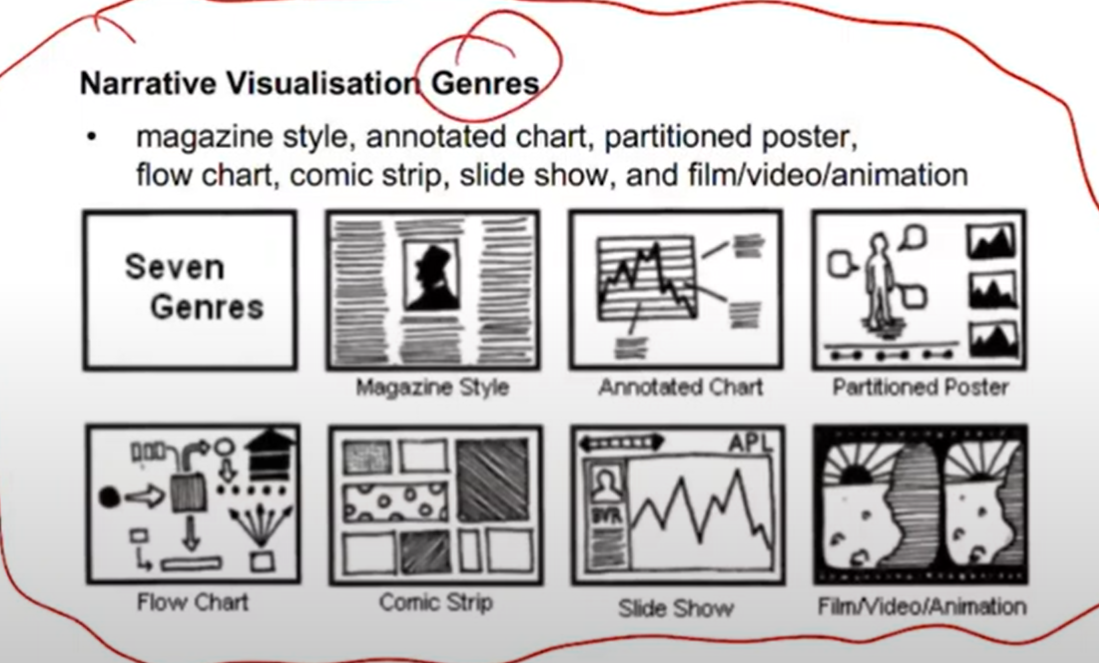 Narrative Visualisation Genres
• magazine style, annotated chart, partitioned poster,
flow chart, comic strip, slide show, and film/video/animation
Seven
Genres
Magazine Style
Annotated Chart
Partitioned Poster
APL
BVR
Flow Chart
Comic Strip
Slide Show
Film/Video/Animation